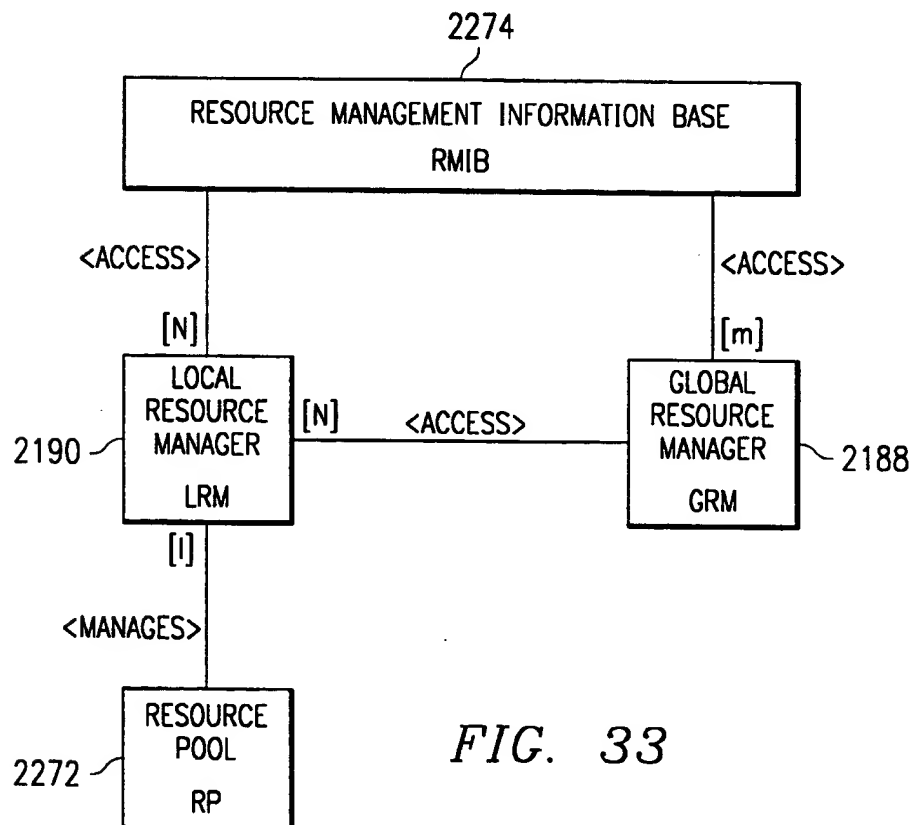 2274
RESOURCE MANAGEMENT INFORMATION BASE
RMIB
<ACCESS>
<ACCESS>
[N]
[m]
LOCAL
RESOURCE
MANAGER
LRM
2190
[N]
<ACCESS>
GLOBAL
RESOURCE
MANAGER
GRM
2188
[I]
<MANAGES>
RESOURCE
POOL
RP
2272
FIG. 33